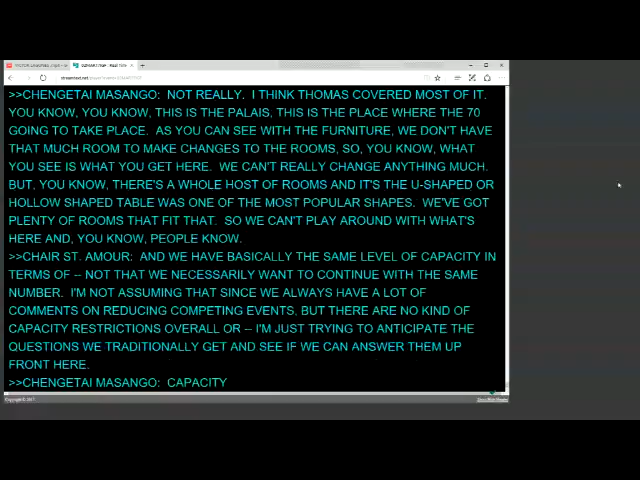 streamtext.net
>>CHENGETAI MASANGO:  NOT REALLY.  I THINK THOMAS COVERED MOST OF IT.
YOU KNOW, YOU KNOW, THIS IS THE PALAIS, THIS IS THE PLACE WHERE THE 70
GOING TO TAKE PLACE.  AS YOU CAN SEE WITH THE FURNITURE, WE DON'T HAVE
THAT MUCH ROOM TO MAKE CHANGES TO THE ROOMS, SO, YOU KNOW, WHAT
YOU SEE IS WHAT YOU GET HERE.  WE CAN'T REALLY CHANGE ANYTHING MUCH.
BUT, YOU KNOW, THERE'S A WHOLE HOST OF ROOMS AND IT'S THE U-SHAPED OR
HOLLOW SHAPED TABLE WAS ONE OF THE MOST POPULAR SHAPES.  WE'VE GOT
PLENTY OF ROOMS THAT FIT THAT.  SO WE CAN'T PLAY AROUND WITH WHAT'S
HERE AND, YOU KNOW, PEOPLE KNOW.
>>CHAIR ST. AMOUR:  AND WE HAVE BASICALLY THE SAME LEVEL OF CAPACITY IN
TERMS OF -- NOT THAT WE NECESSARILY WANT TO CONTINUE WITH THE SAME
NUMBER.  I'M NOT ASSUMING THAT SINCE WE ALWAYS HAVE A LOT OF
COMMENTS ON REDUCING COMPETING EVENTS, BUT THERE ARE NO KIND OF
CAPACITY RESTRICTIONS OVERALL OR -- I'M JUST TRYING TO ANTICIPATE THE
QUESTIONS WE TRADITIONALLY GET AND SEE IF WE CAN ANSWER THEM UP
FRONT HERE.
>>CHENGETAI MASANGO:  CAPACITY